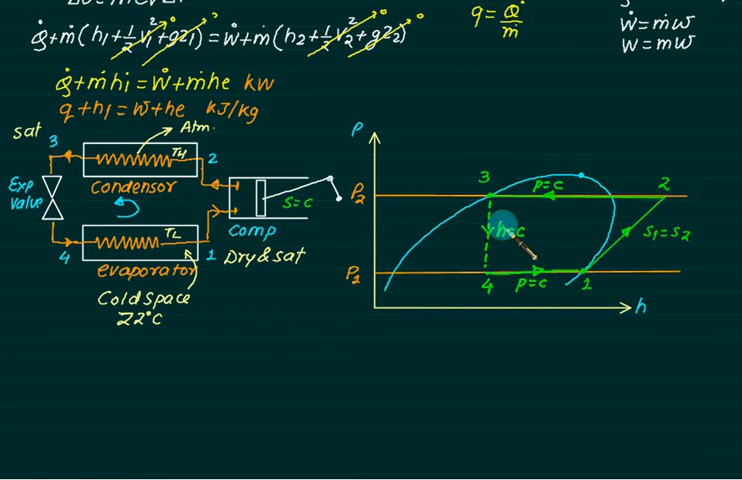 Q̇+ṁ(h₁+½v₁²+gz₁)=Ẇ+ṁ(h₂+½v₂²+gz₂)
q = Q̇/ṁ
Ẇ=ṁw
W=mw
Q̇+ṁhi=Ẇ+ṁhe kW
q+h₁=w+he kJ/kg
sat
3
Atm.
TH
2
condensor
Exp
Valve
S=C
TL
comp
4
evaporator
1
Dry & sat
Cold space
22°C
P
P₂
3
P=C
2
h=c
S₁=S₂
P₁
4
P=C
1
h